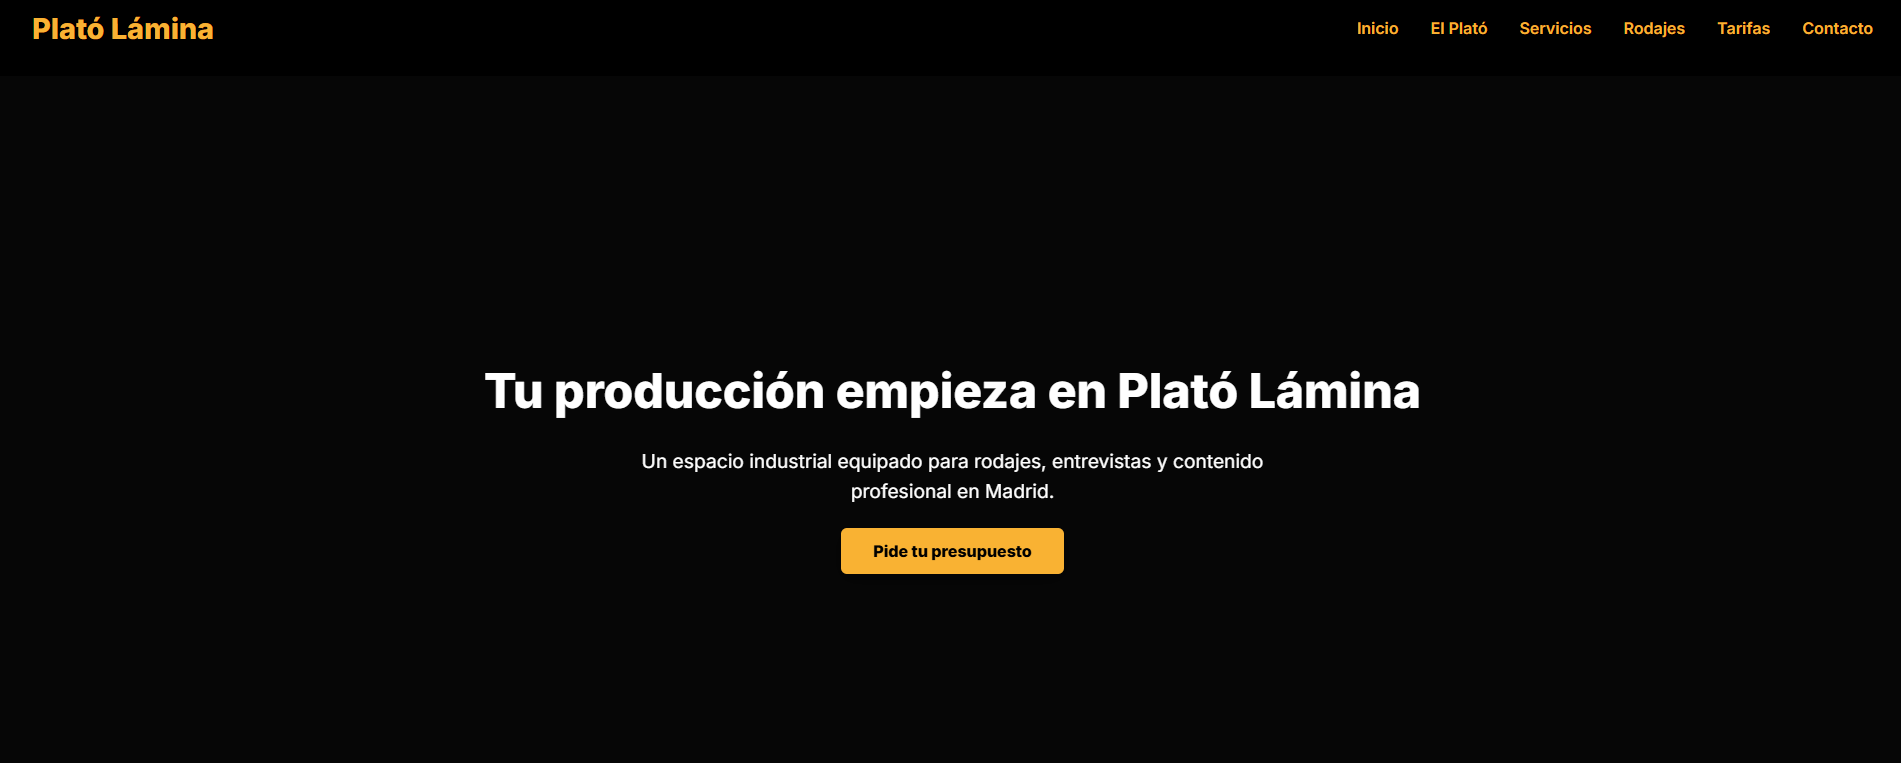 Plató Lámina
Inicio
El Plató
Servicios
Rodajes
Tarifas
Contacto
Tu producción empieza en Plató Lámina
Un espacio industrial equipado para rodajes, entrevistas y contenido
profesional en Madrid.
Pide tu presupuesto